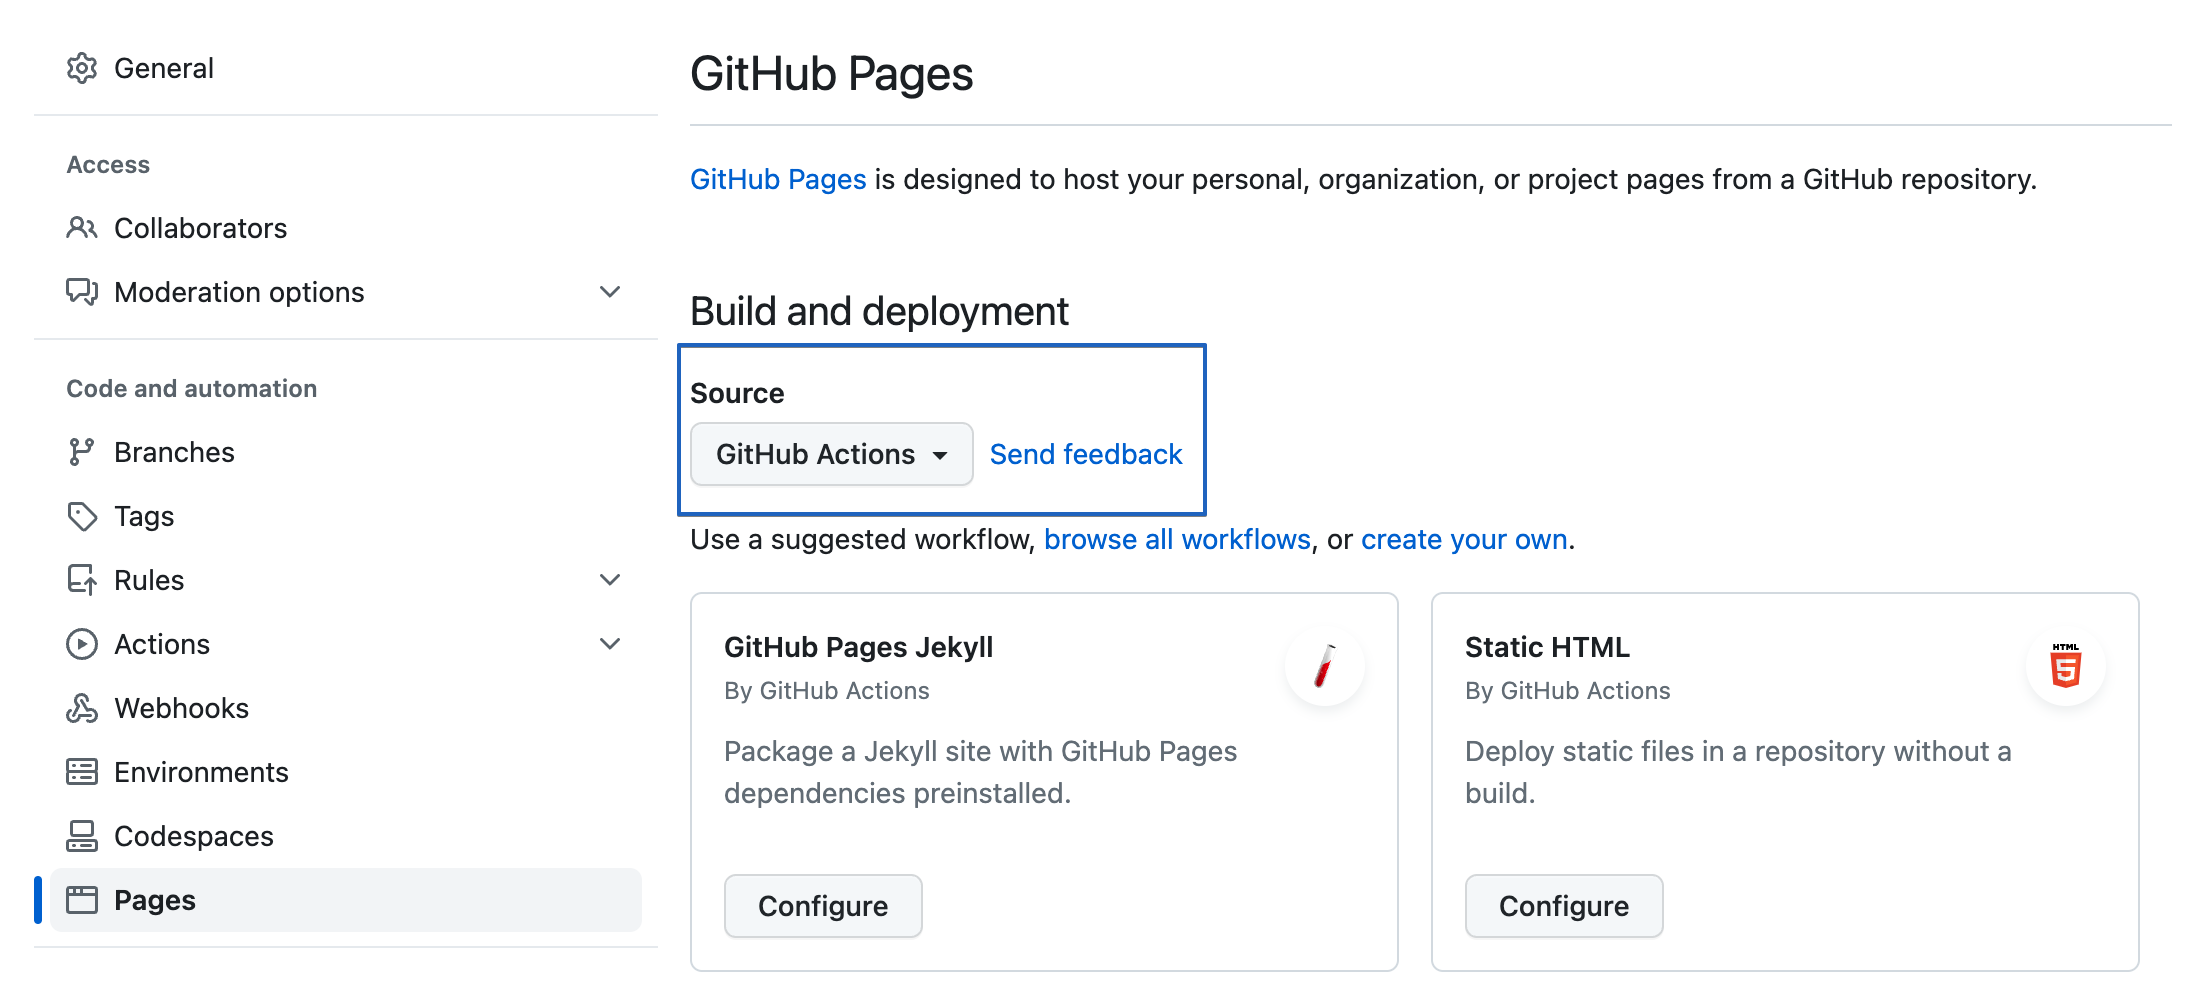 General
Access
Collaborators
Moderation options
Code and automation
Branches
Tags
Rules
Actions
Webhooks
Environments
Codespaces
Pages
GitHub Pages
GitHub Pages is designed to host your personal, organization, or project pages from a GitHub repository.
Build and deployment
Source
GitHub Actions Send feedback
Use a suggested workflow, browse all workflows, or create your own.
GitHub Pages Jekyll
By GitHub Actions
Package a Jekyll site with GitHub Pages
dependencies preinstalled.
Configure
Static HTML
By GitHub Actions
HTML
5
Deploy static files in a repository without a
build.
Configure